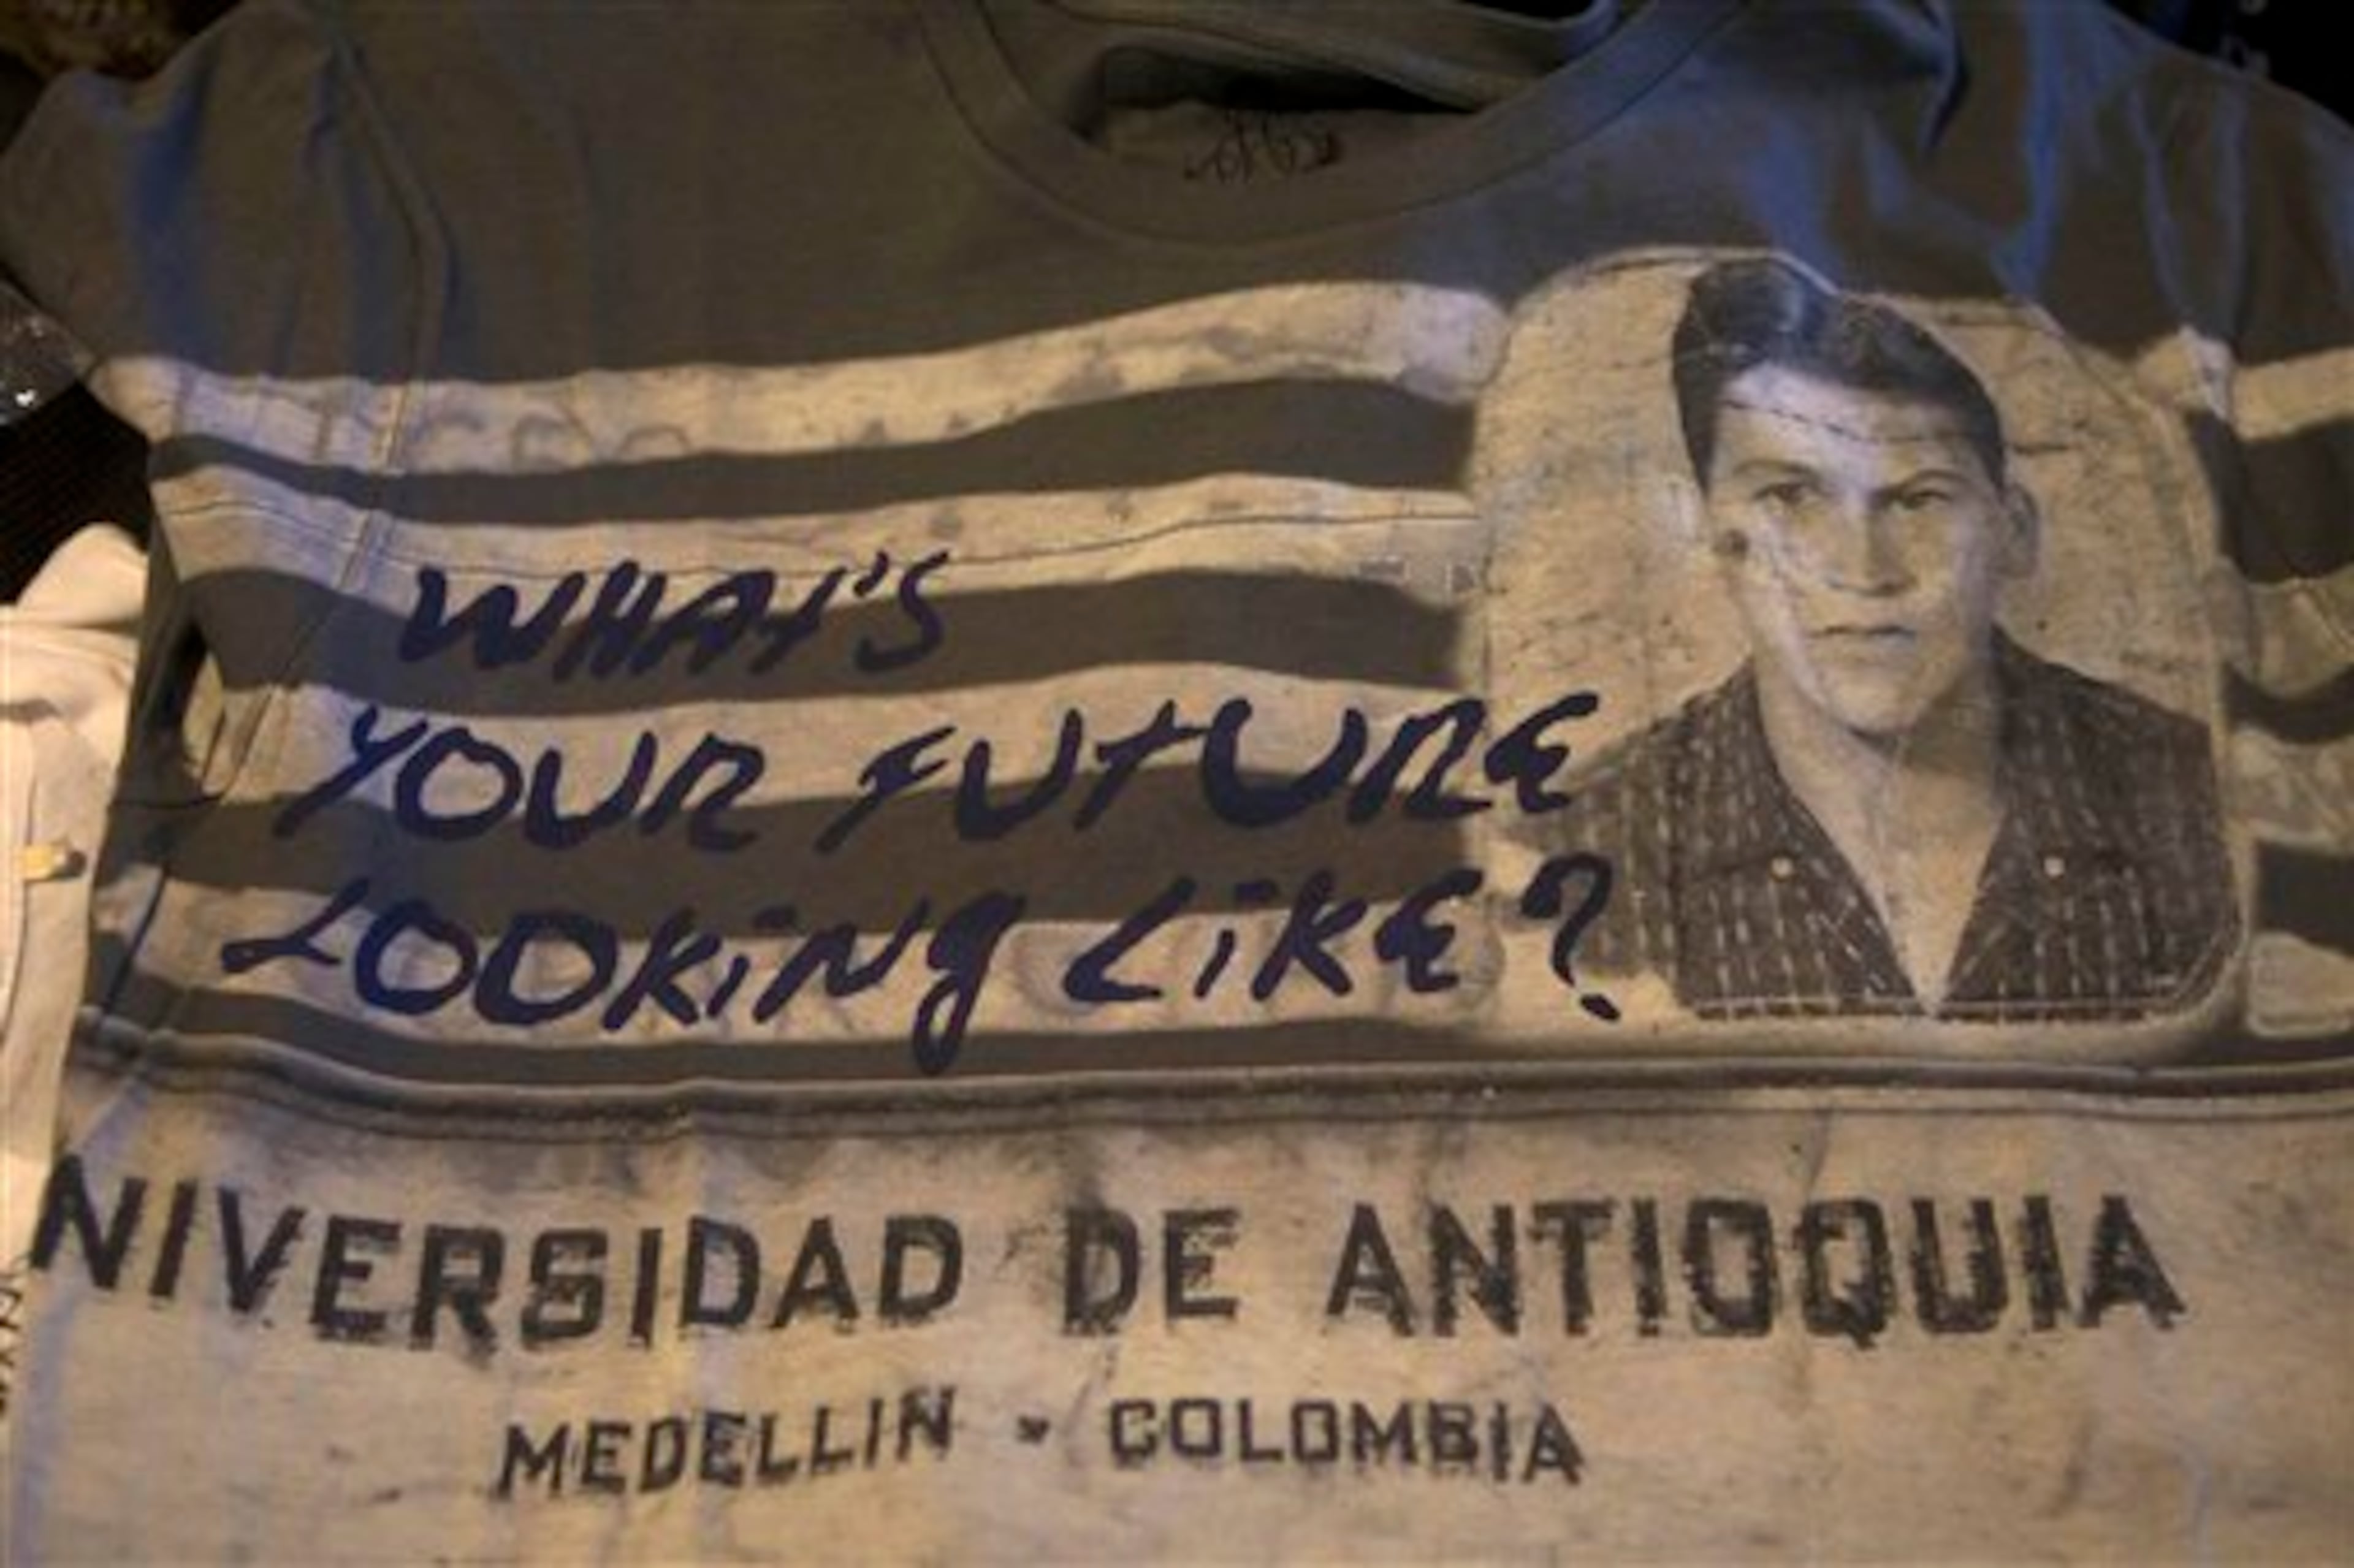 WHAT'S
YOUR FUTURE
LOOKING LIKE?
NIVERSIDAD DE ANTIOQUIA
MEDELLIN - COLOMBIA